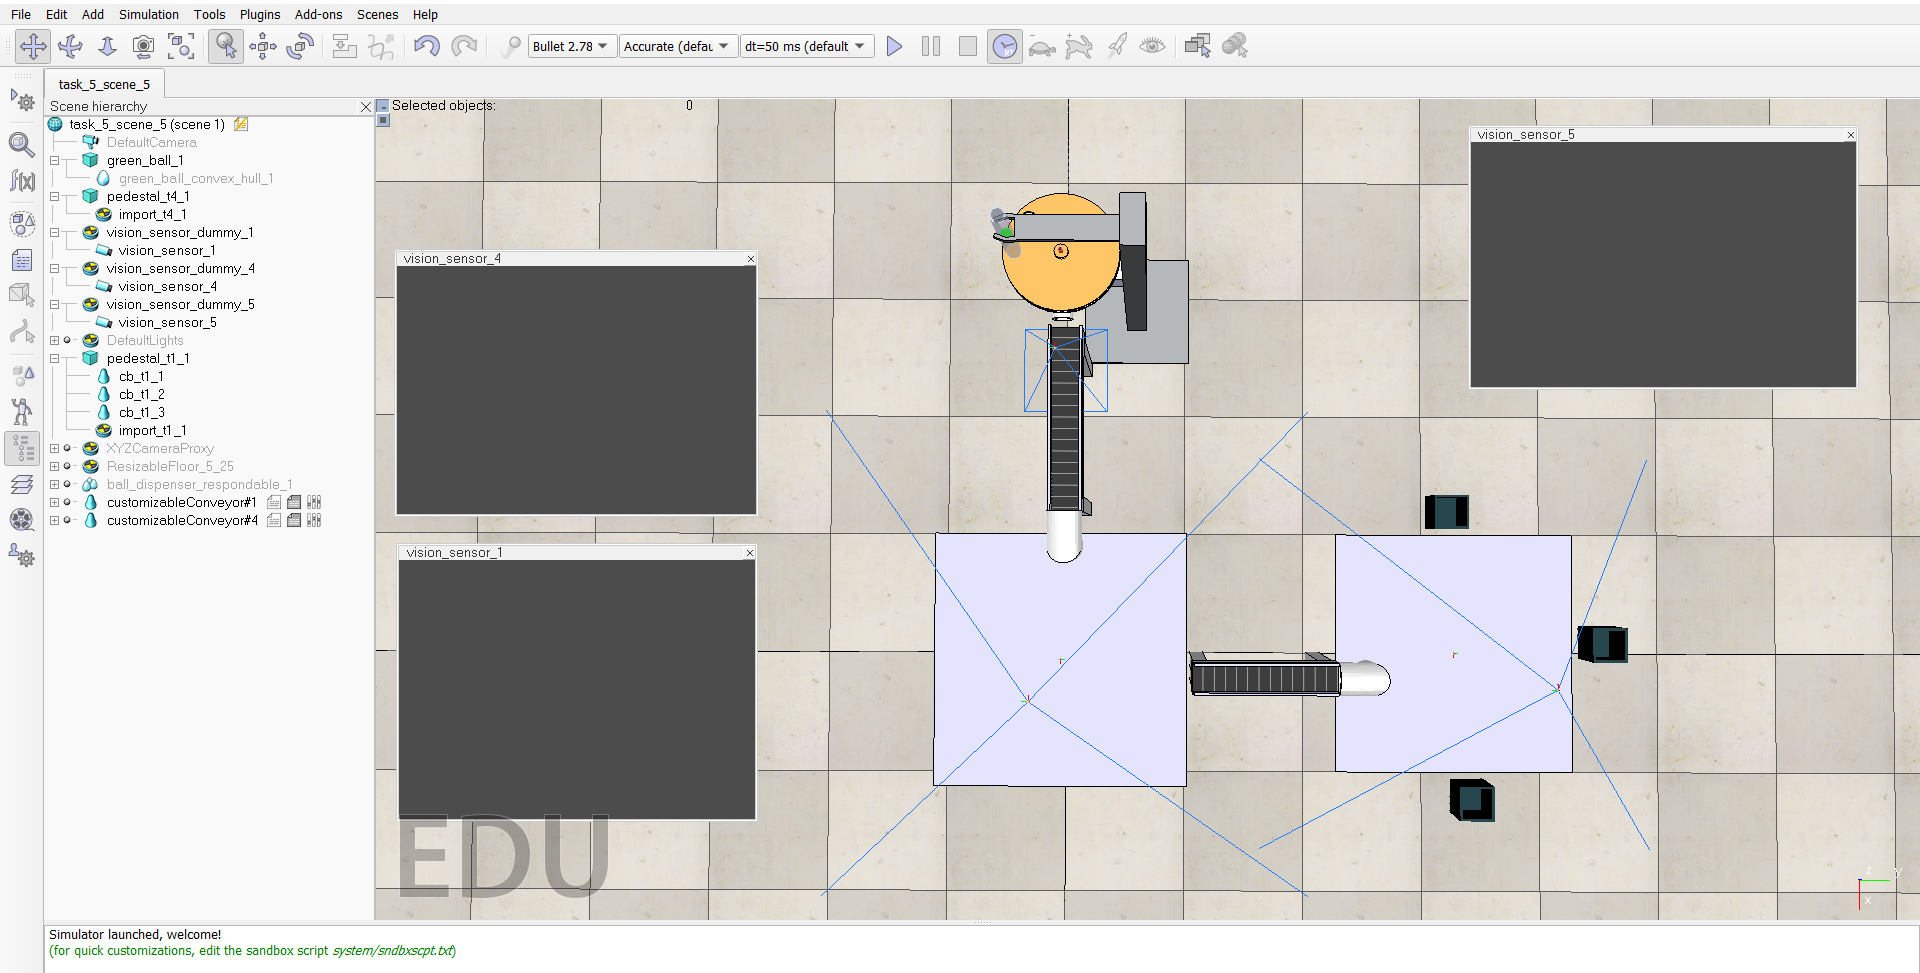 File Edit Add Simulation Tools Plugins Add-ons Scenes Help
Bullet 2.78 Accurate (defau dt=50 ms (default
task_5_scene_5
Scene hierarchy
Selected objects: 0
task_5_scene_5 (scene 1)
DefaultCamera
green_ball_1
green_ball_convex_hull_1
pedestal_t4_1
import_t4_1
vision_sensor_dummy_1
vision_sensor_1
vision_sensor_dummy_4
vision_sensor_4
vision_sensor_dummy_5
vision_sensor_5
DefaultLights
pedestal_t1_1
cb_t1_1
cb_t1_2
cb_t1_3
import_t1_1
XYZCameraProxy
ResizableFloor_5_25
ball_dispenser_respondable_1
customizableConveyor#1
customizableConveyor#4
vision_sensor_4
vision_sensor_1
vision_sensor_5
EDU
z y
x
Simulator launched, welcome!
(for quick customizations, edit the sandbox script system/sndbxscpt.txt)